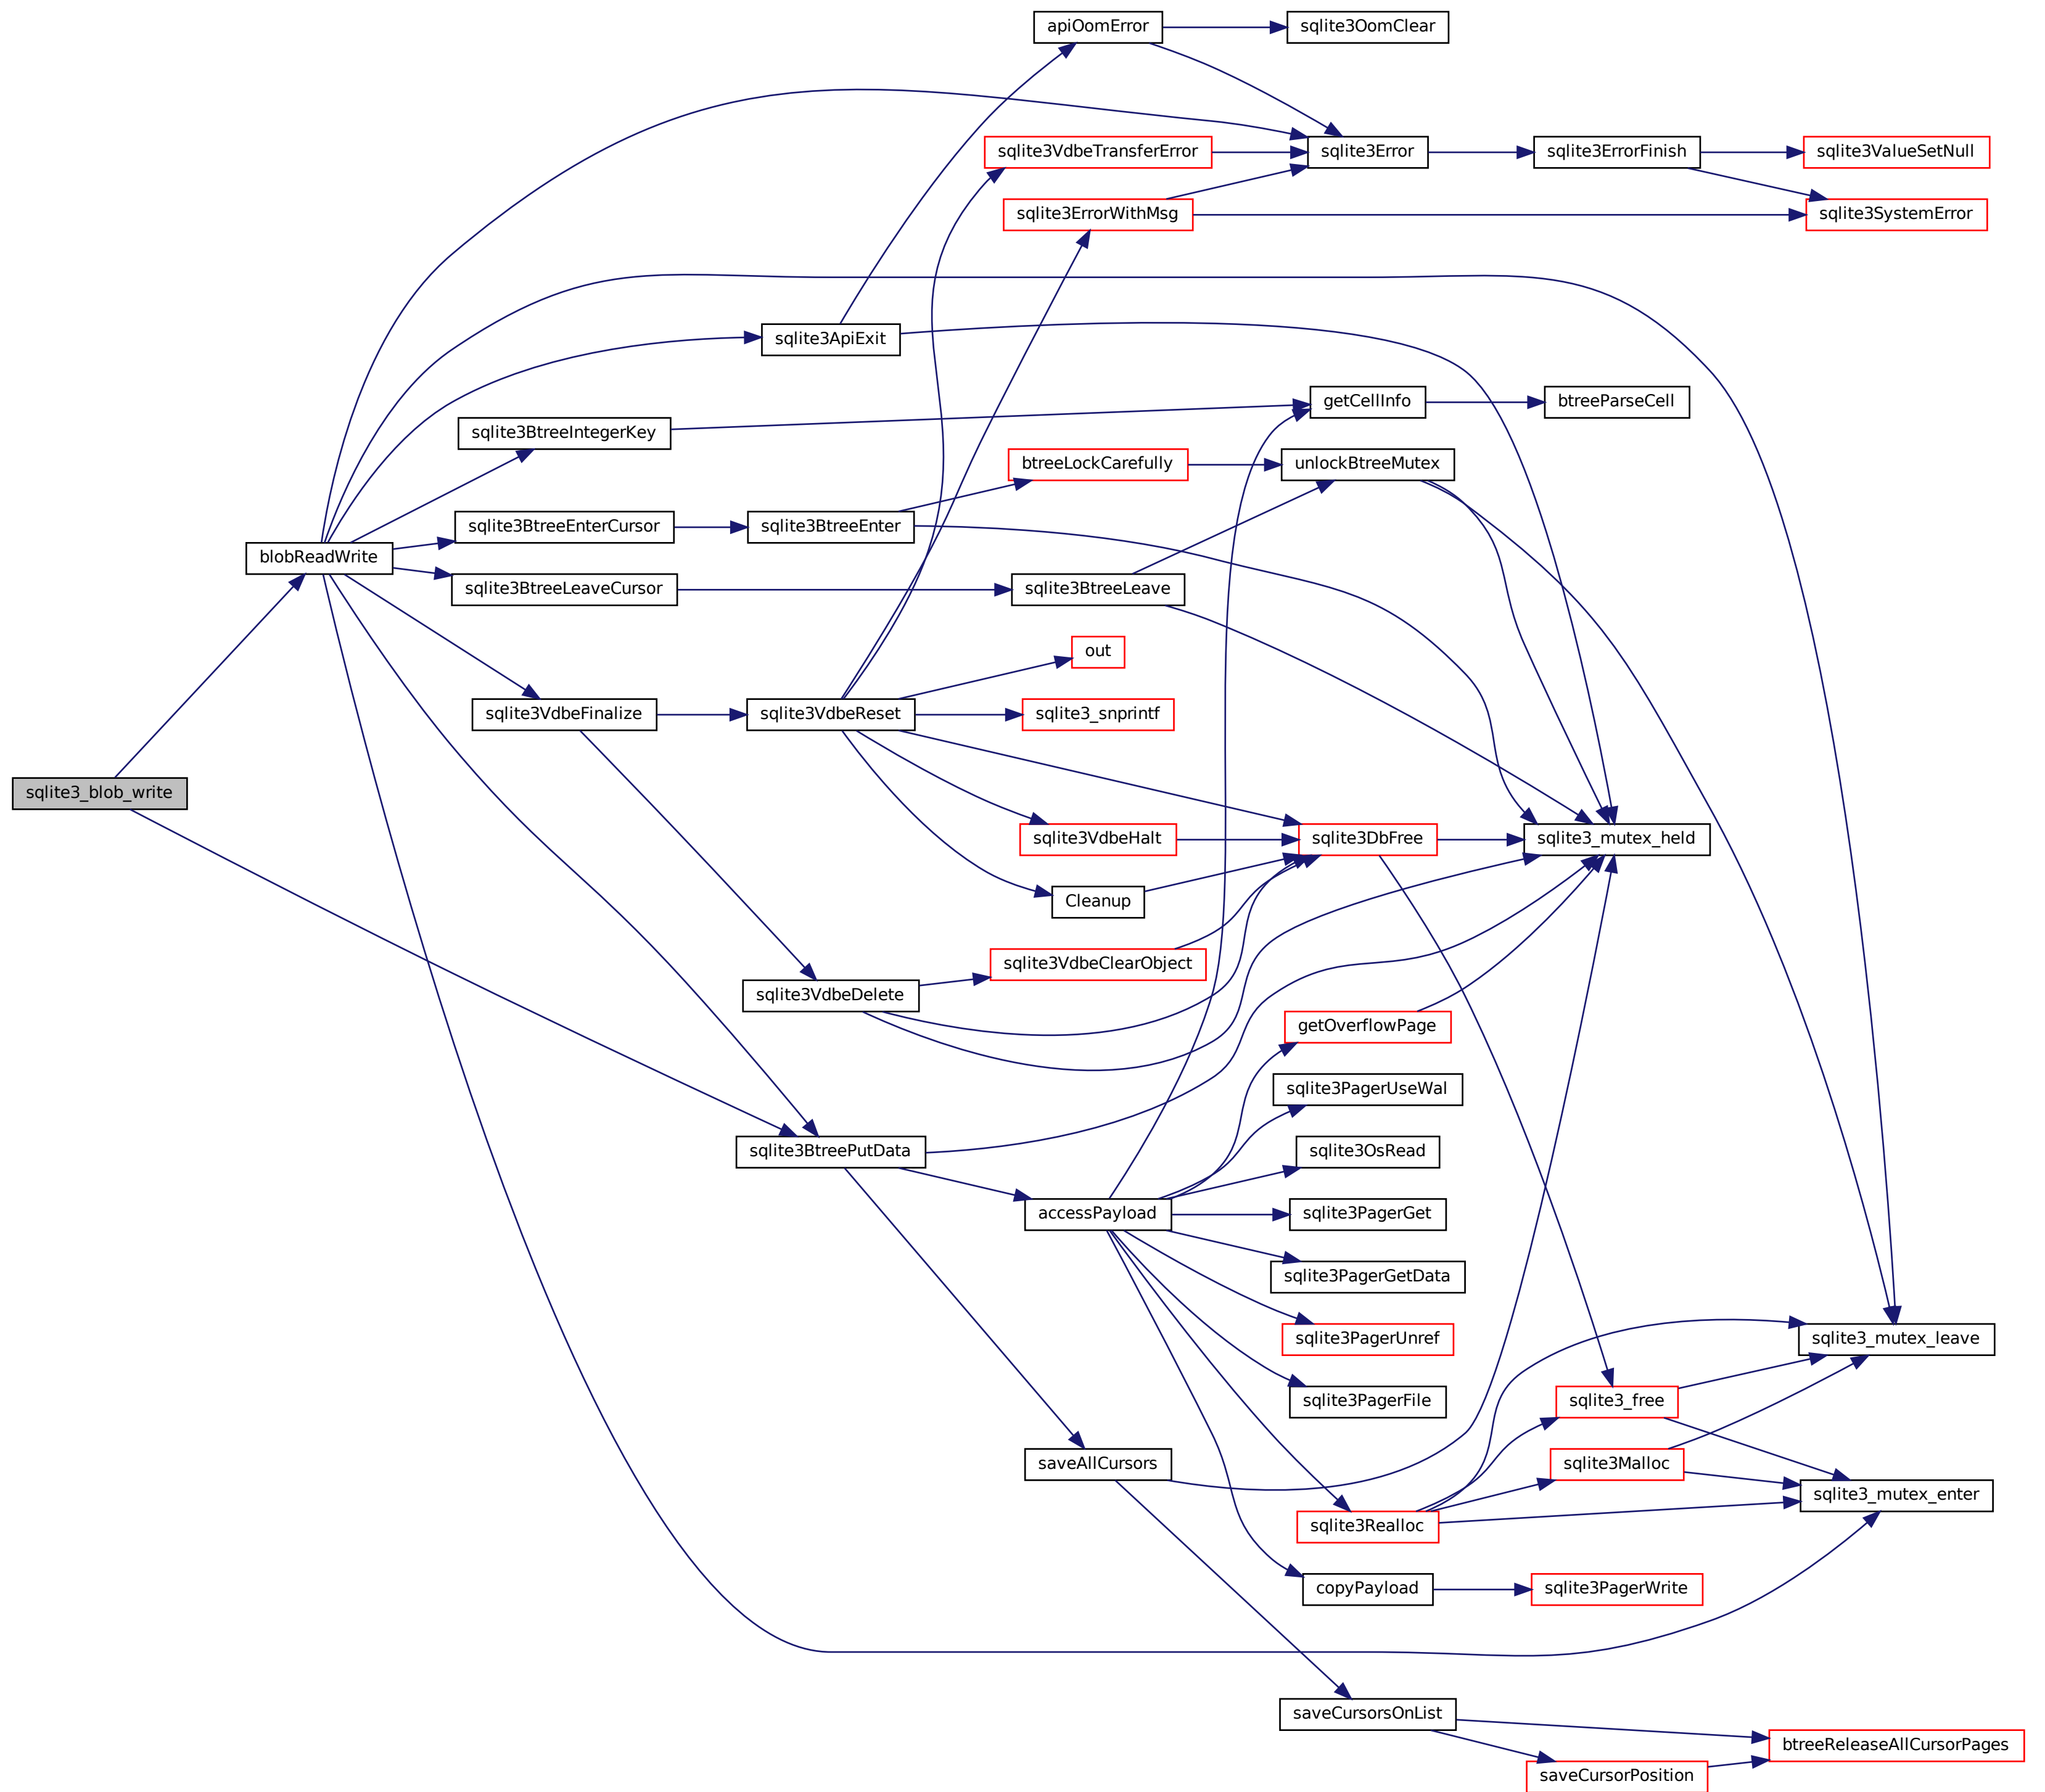 apiOomError
sqlite3OomClear
sqlite3VdbeTransferError
sqlite3Error
sqlite3ErrorFinish
sqlite3ValueSetNull
sqlite3ErrorWithMsg
sqlite3SystemError
sqlite3ApiExit
getCellInfo
btreeParseCell
sqlite3BtreeIntegerKey
btreeLockCarefully
unlockBtreeMutex
sqlite3BtreeEnterCursor
sqlite3BtreeEnter
blobReadWrite
sqlite3BtreeLeaveCursor
sqlite3BtreeLeave
out
sqlite3VdbeFinalize
sqlite3VdbeReset
sqlite3_snprintf
sqlite3_blob_write
sqlite3VdbeHalt
sqlite3DbFree
sqlite3_mutex_held
Cleanup
sqlite3VdbeClearObject
sqlite3VdbeDelete
getOverflowPage
sqlite3PagerUseWal
sqlite3BtreePutData
sqlite3OsRead
accessPayload
sqlite3PagerGet
sqlite3PagerGetData
sqlite3PagerUnref
sqlite3_mutex_leave
sqlite3PagerFile
sqlite3_free
saveAllCursors
sqlite3Malloc
sqlite3_mutex_enter
sqlite3Realloc
copyPayload
sqlite3PagerWrite
saveCursorsOnList
btreeReleaseAllCursorPages
saveCursorPosition